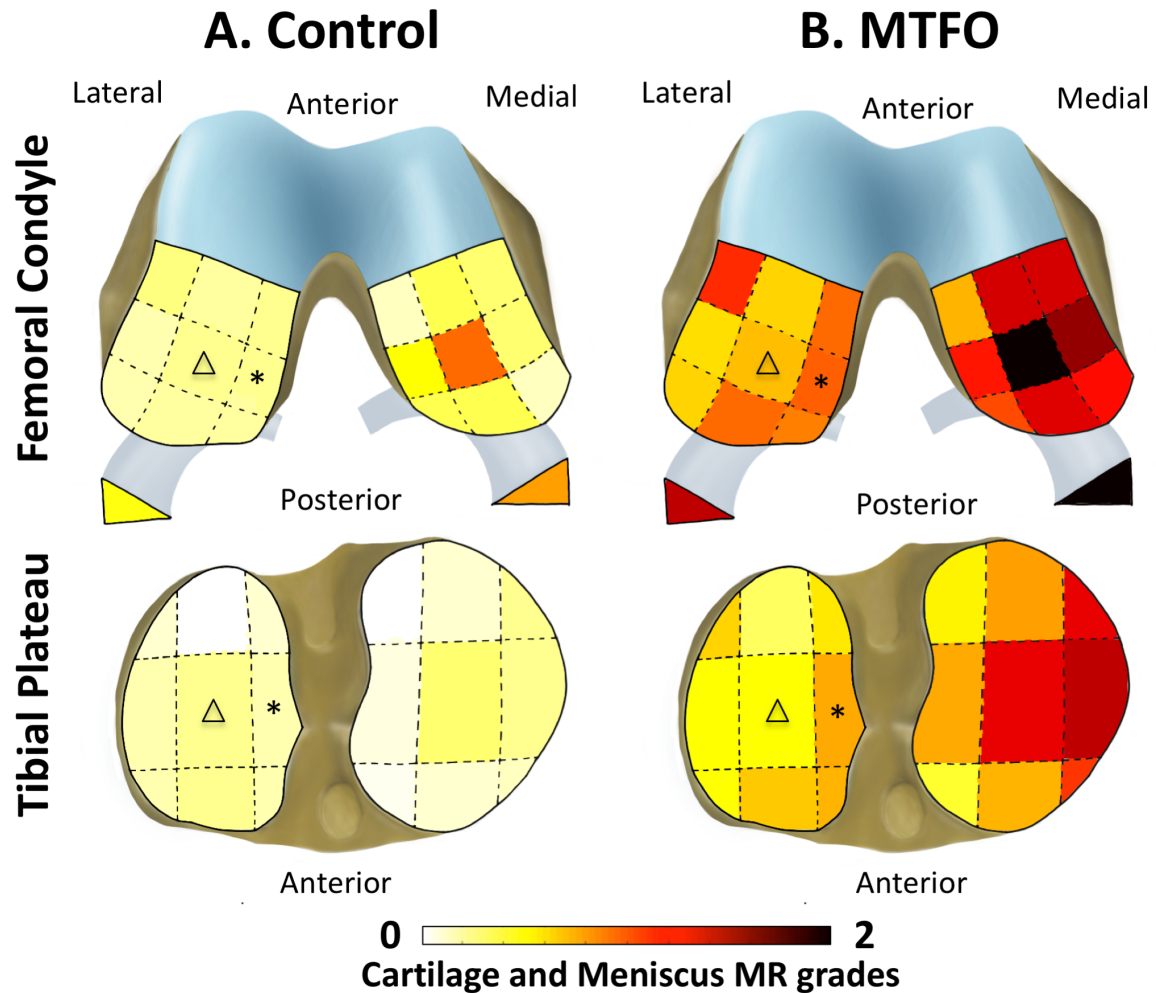 A. Control
B. MTFO
Lateral
Anterior
Medial
Lateral
Anterior
Medial
Femoral Condyle
*
*
Posterior
Posterior
Tibial Plateau
*
*
Anterior
Anterior
0
2
Cartilage and Meniscus MR grades